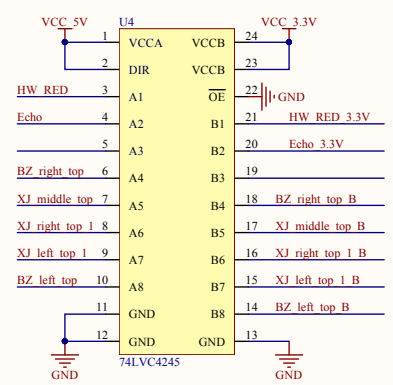 VCC_5V U4 VCC_3.3V
1 VCCA VCCB 24
2 DIR VCCB 23
HW_RED 3 A1 OE 22 GND
Echo 4 A2 B1 21 HW_RED_3.3V
5 A3 B2 20 Echo_3.3V
BZ_right_top 6 A4 B3 19
XJ_middle_top 7 A5 B4 18 BZ_right_top_B
XJ_right_top_1 8 A6 B5 17 XJ_middle_top_B
XJ_left_top_1 9 A7 B6 16 XJ_right_top_1_B
BZ_left_top 10 A8 B7 15 XJ_left_top_1_B
11 GND B8 14 BZ_left_top_B
12 GND GND 13
GND 74LVC4245 GND